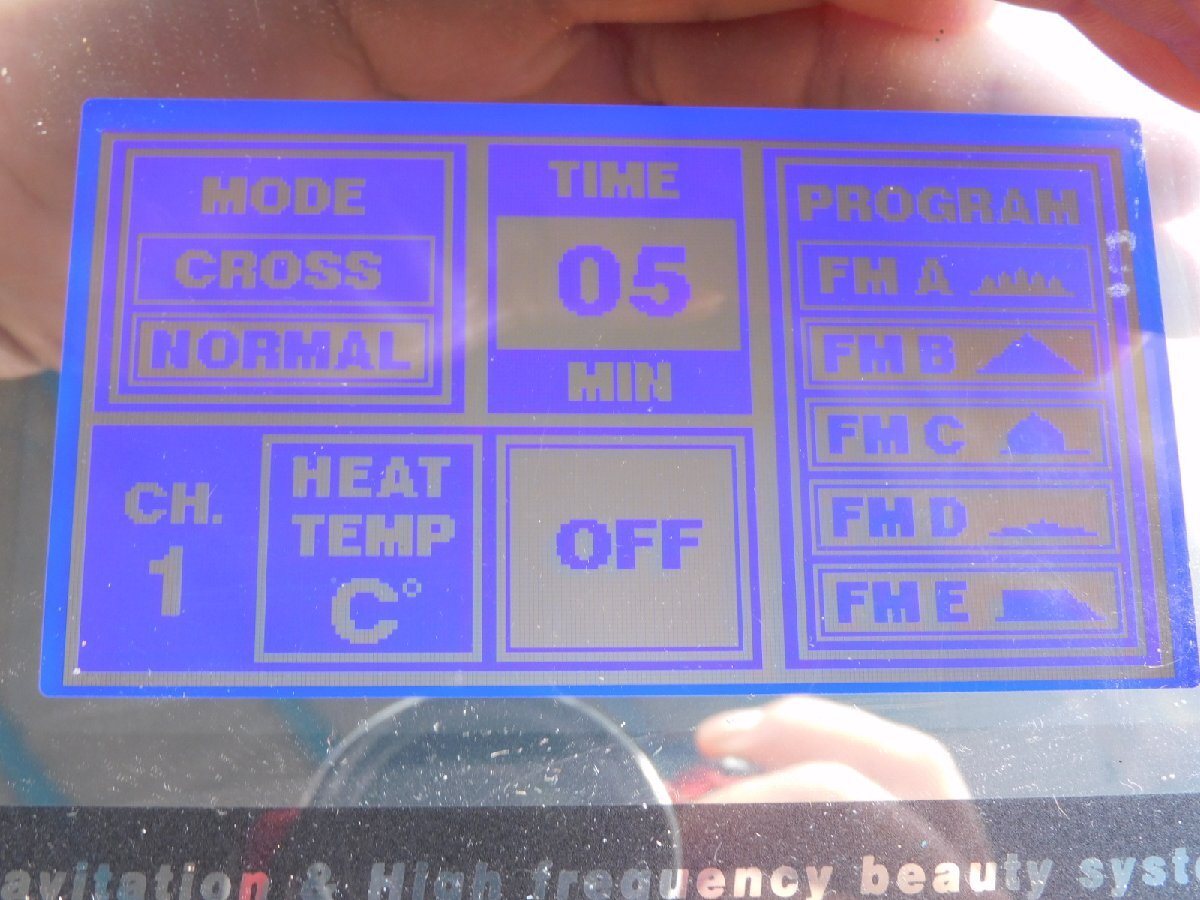 MODE
CROSS
NORMAL
TIME
05
MIN
PROGRAM
FM A
FM B
FM C
FM D
FM E
CH.
1
HEAT
TEMP
C°
OFF
avitation & High frequency beauty syst